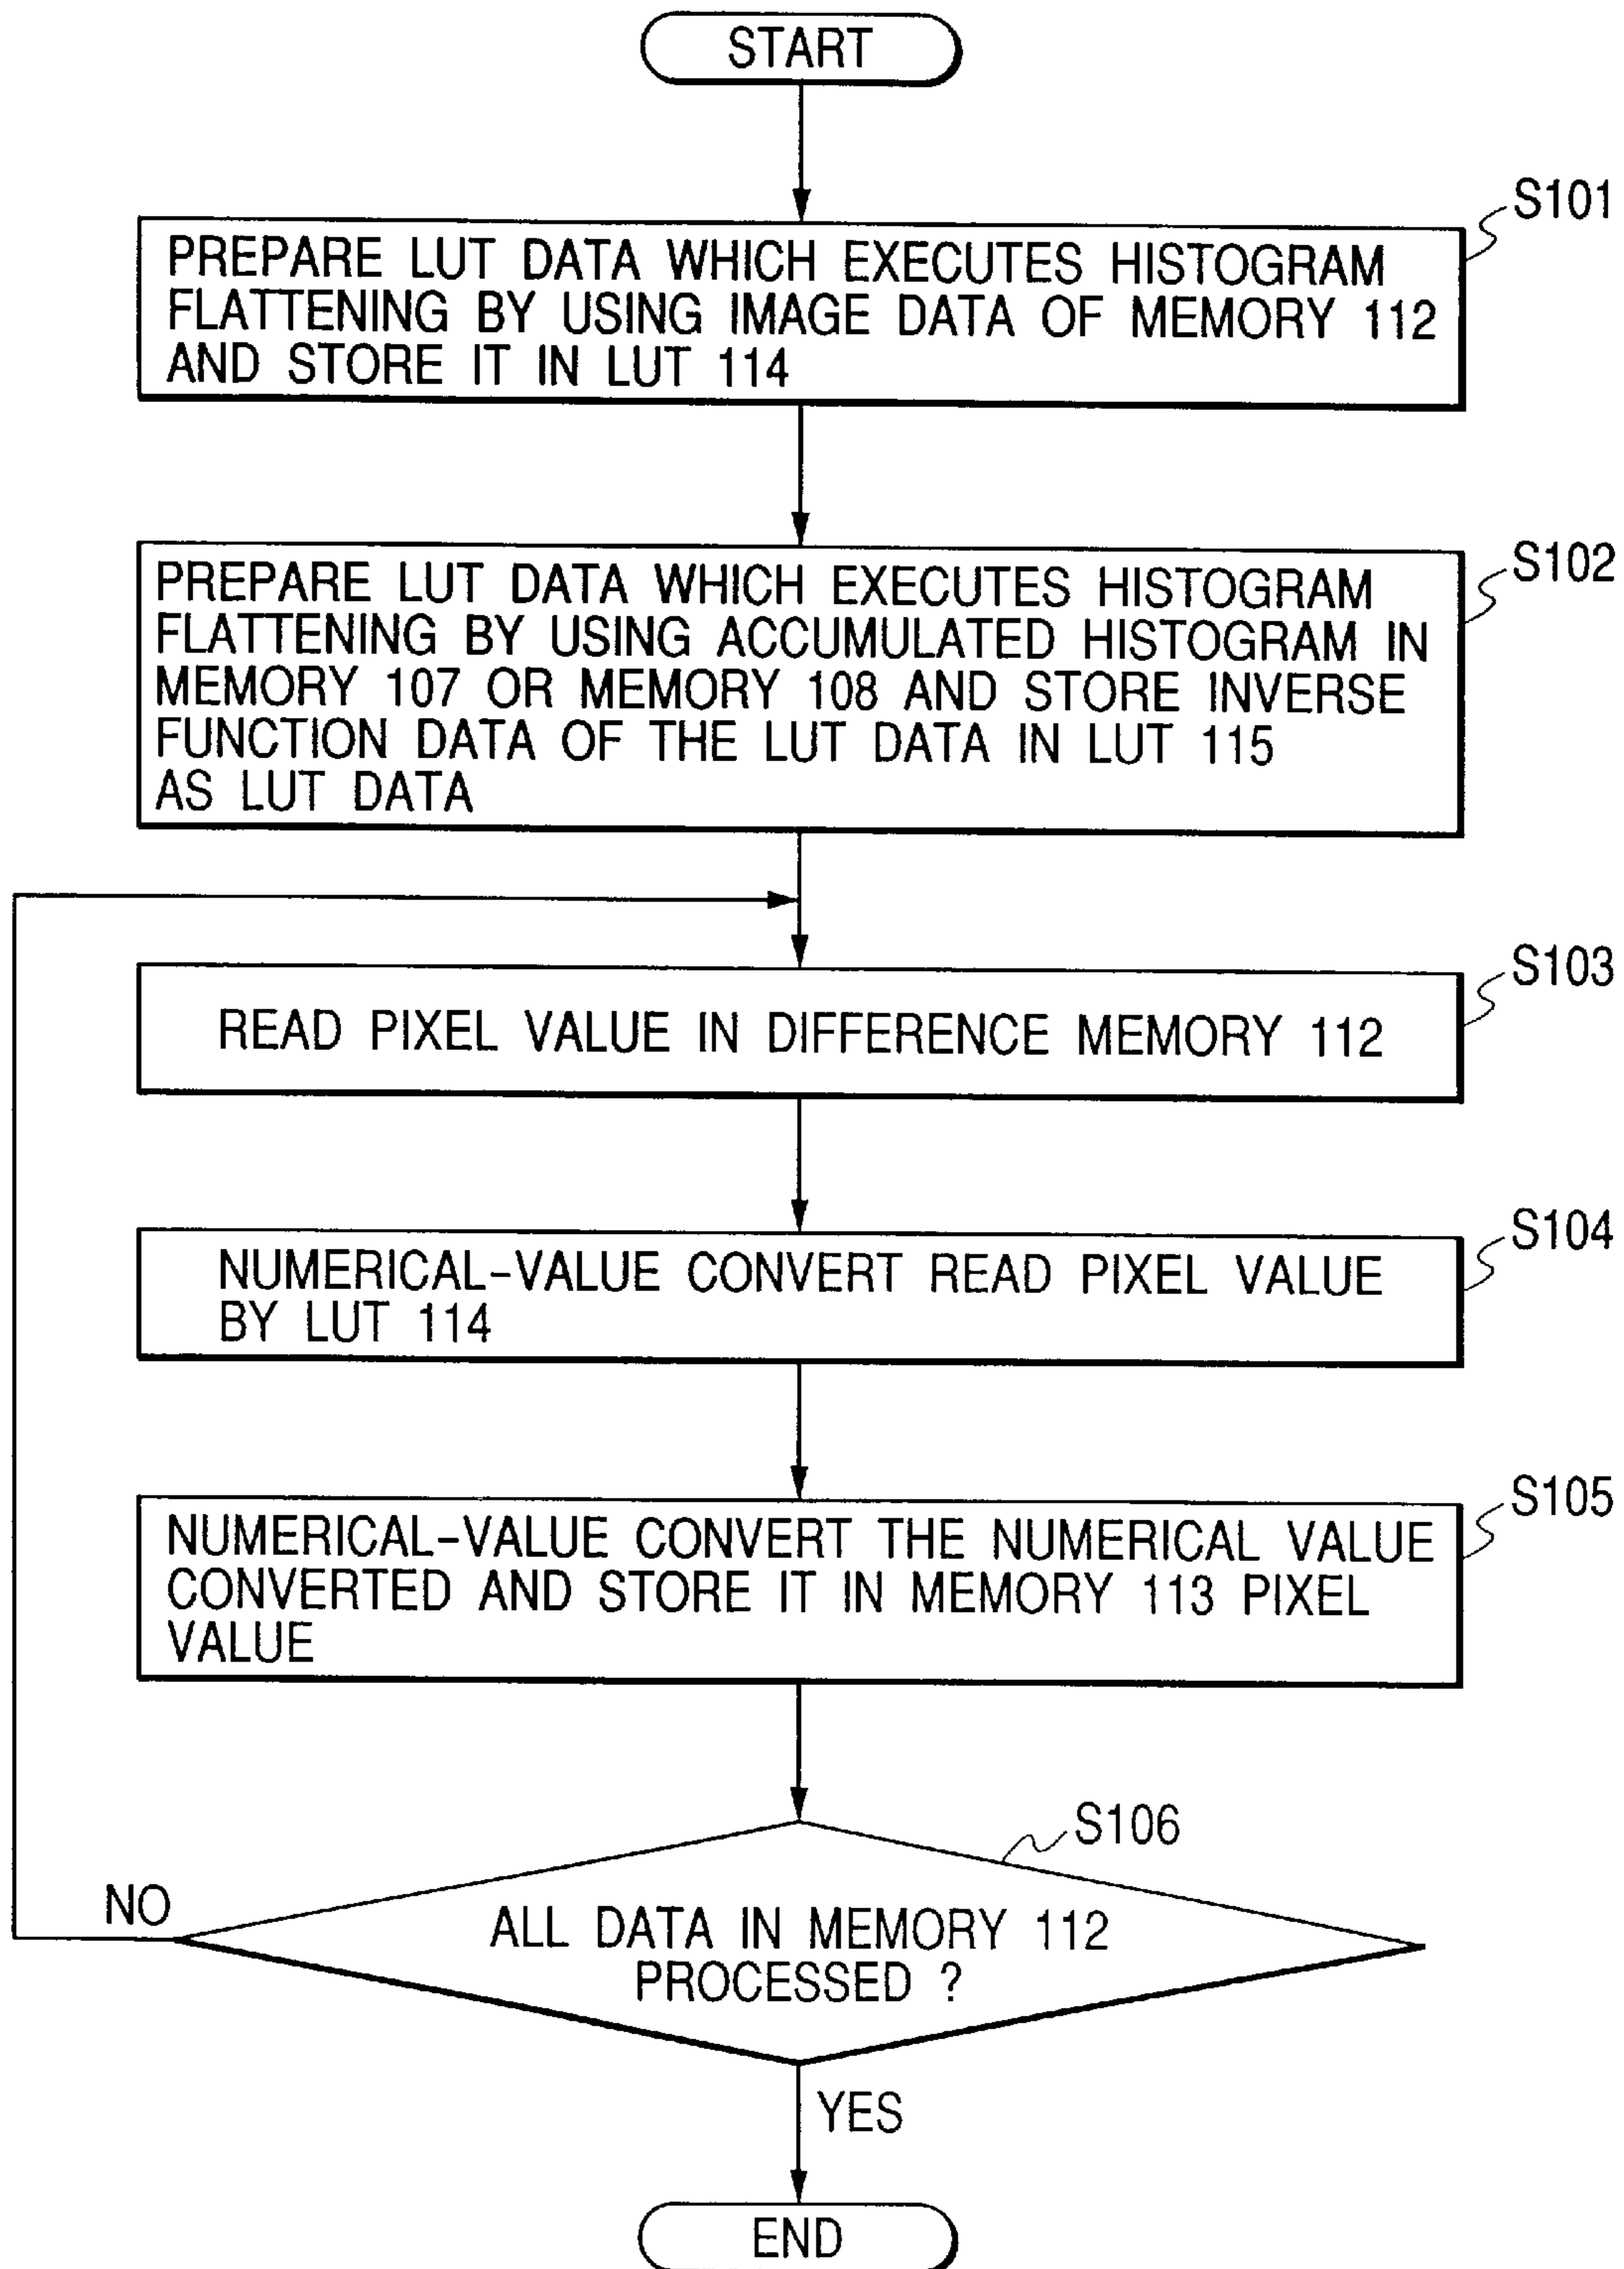 START
S101
PREPARE LUT DATA WHICH EXECUTES HISTOGRAM
FLATTENING BY USING IMAGE DATA OF MEMORY 112
AND STORE IT IN LUT 114
S102
PREPARE LUT DATA WHICH EXECUTES HISTOGRAM
FLATTENING BY USING ACCUMULATED HISTOGRAM IN
MEMORY 107 OR MEMORY 108 AND STORE INVERSE
FUNCTION DATA OF THE LUT DATA IN LUT 115
AS LUT DATA
S103
READ PIXEL VALUE IN DIFFERENCE MEMORY 112
S104
NUMERICAL-VALUE CONVERT READ PIXEL VALUE
BY LUT 114
S105
NUMERICAL-VALUE CONVERT THE NUMERICAL VALUE
CONVERTED AND STORE IT IN MEMORY 113 PIXEL
VALUE
S106
NO
ALL DATA IN MEMORY 112
PROCESSED ?
YES
END